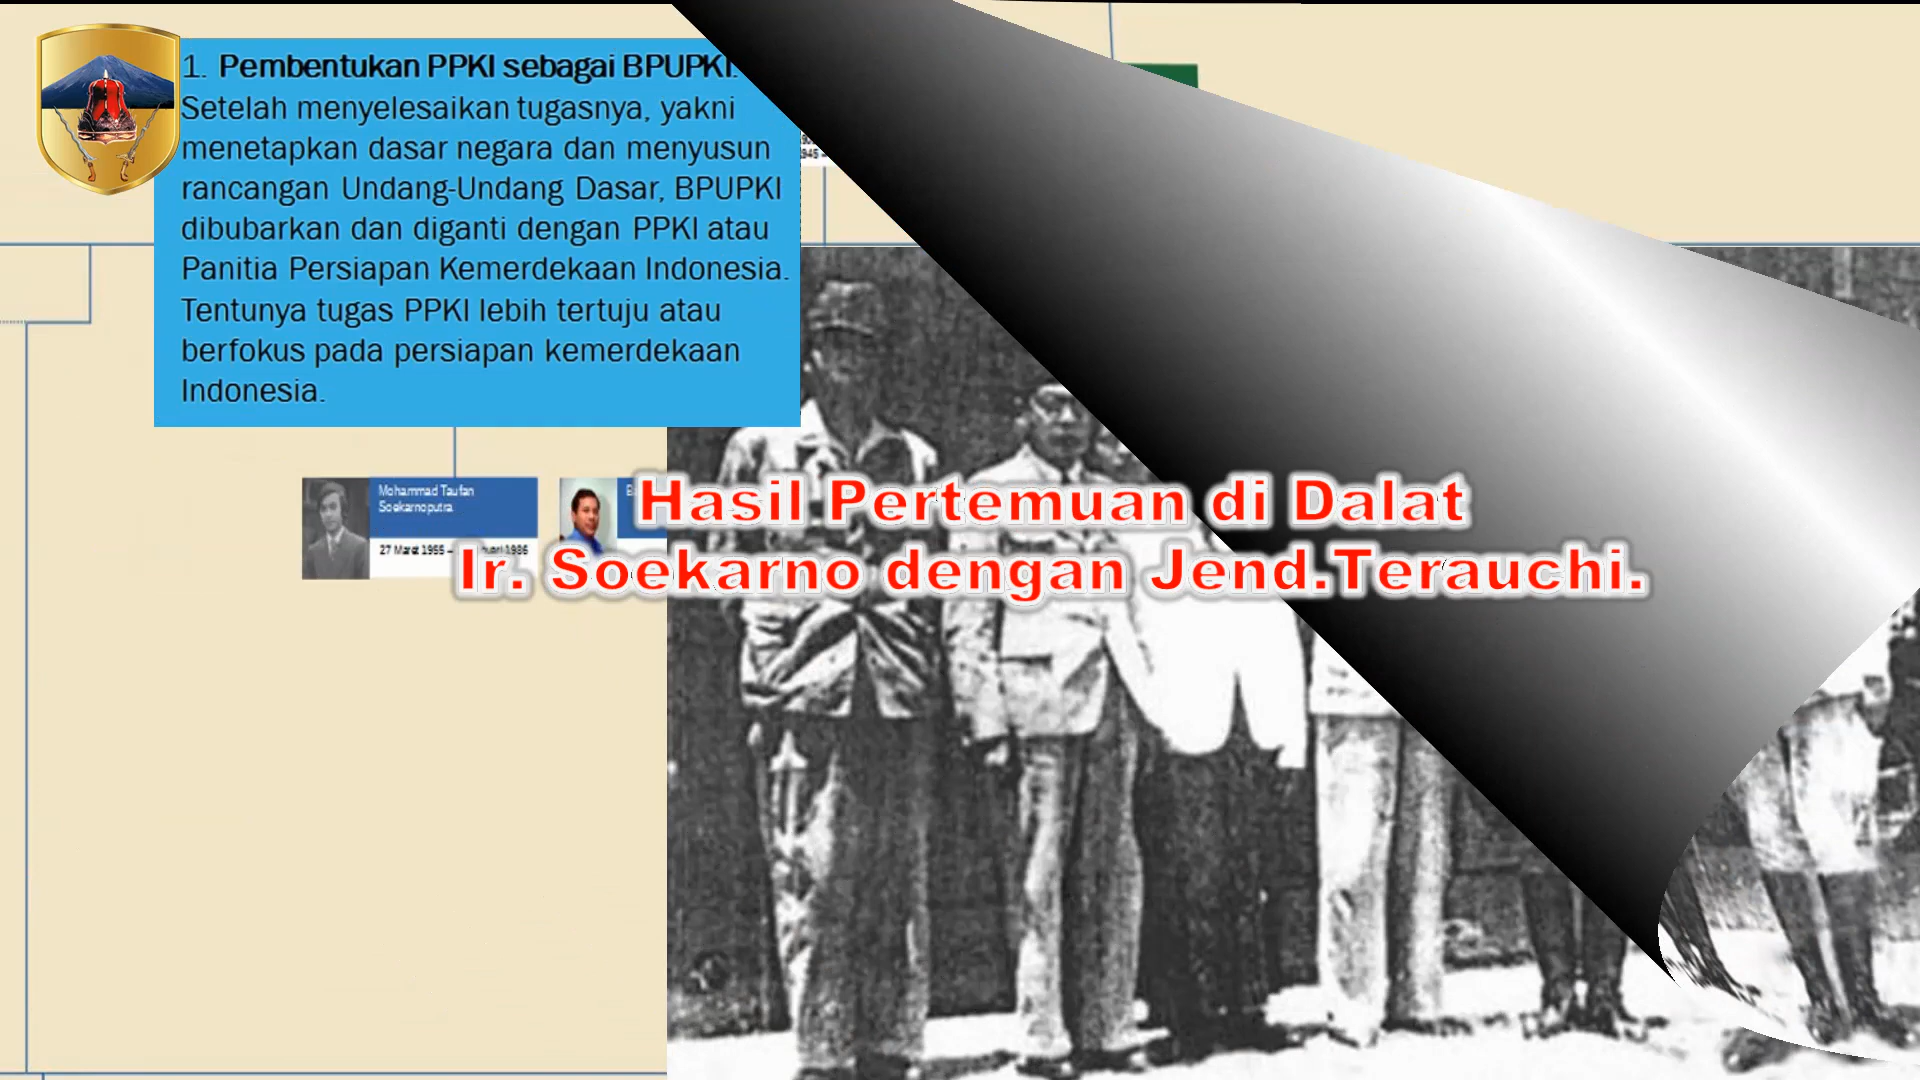 1. Pembentukan PPKI sebagai BPUPKI.
Setelah menyelesaikan tugasnya, yakni
menetapkan dasar negara dan menyusun
rancangan Undang-Undang Dasar, BPUPKI
dibubarkan dan diganti dengan PPKI atau
Panitia Persiapan Kemerdekaan Indonesia.
Tentunya tugas PPKI lebih tertuju atau
berfokus pada persiapan kemerdekaan
Indonesia.
Mohammad Taufan
Soekarnoputra
27 Maret 1955 –
1986
Hasil Pertemuan di Dalat
Ir. Soekarno dengan Jend.Terauchi.